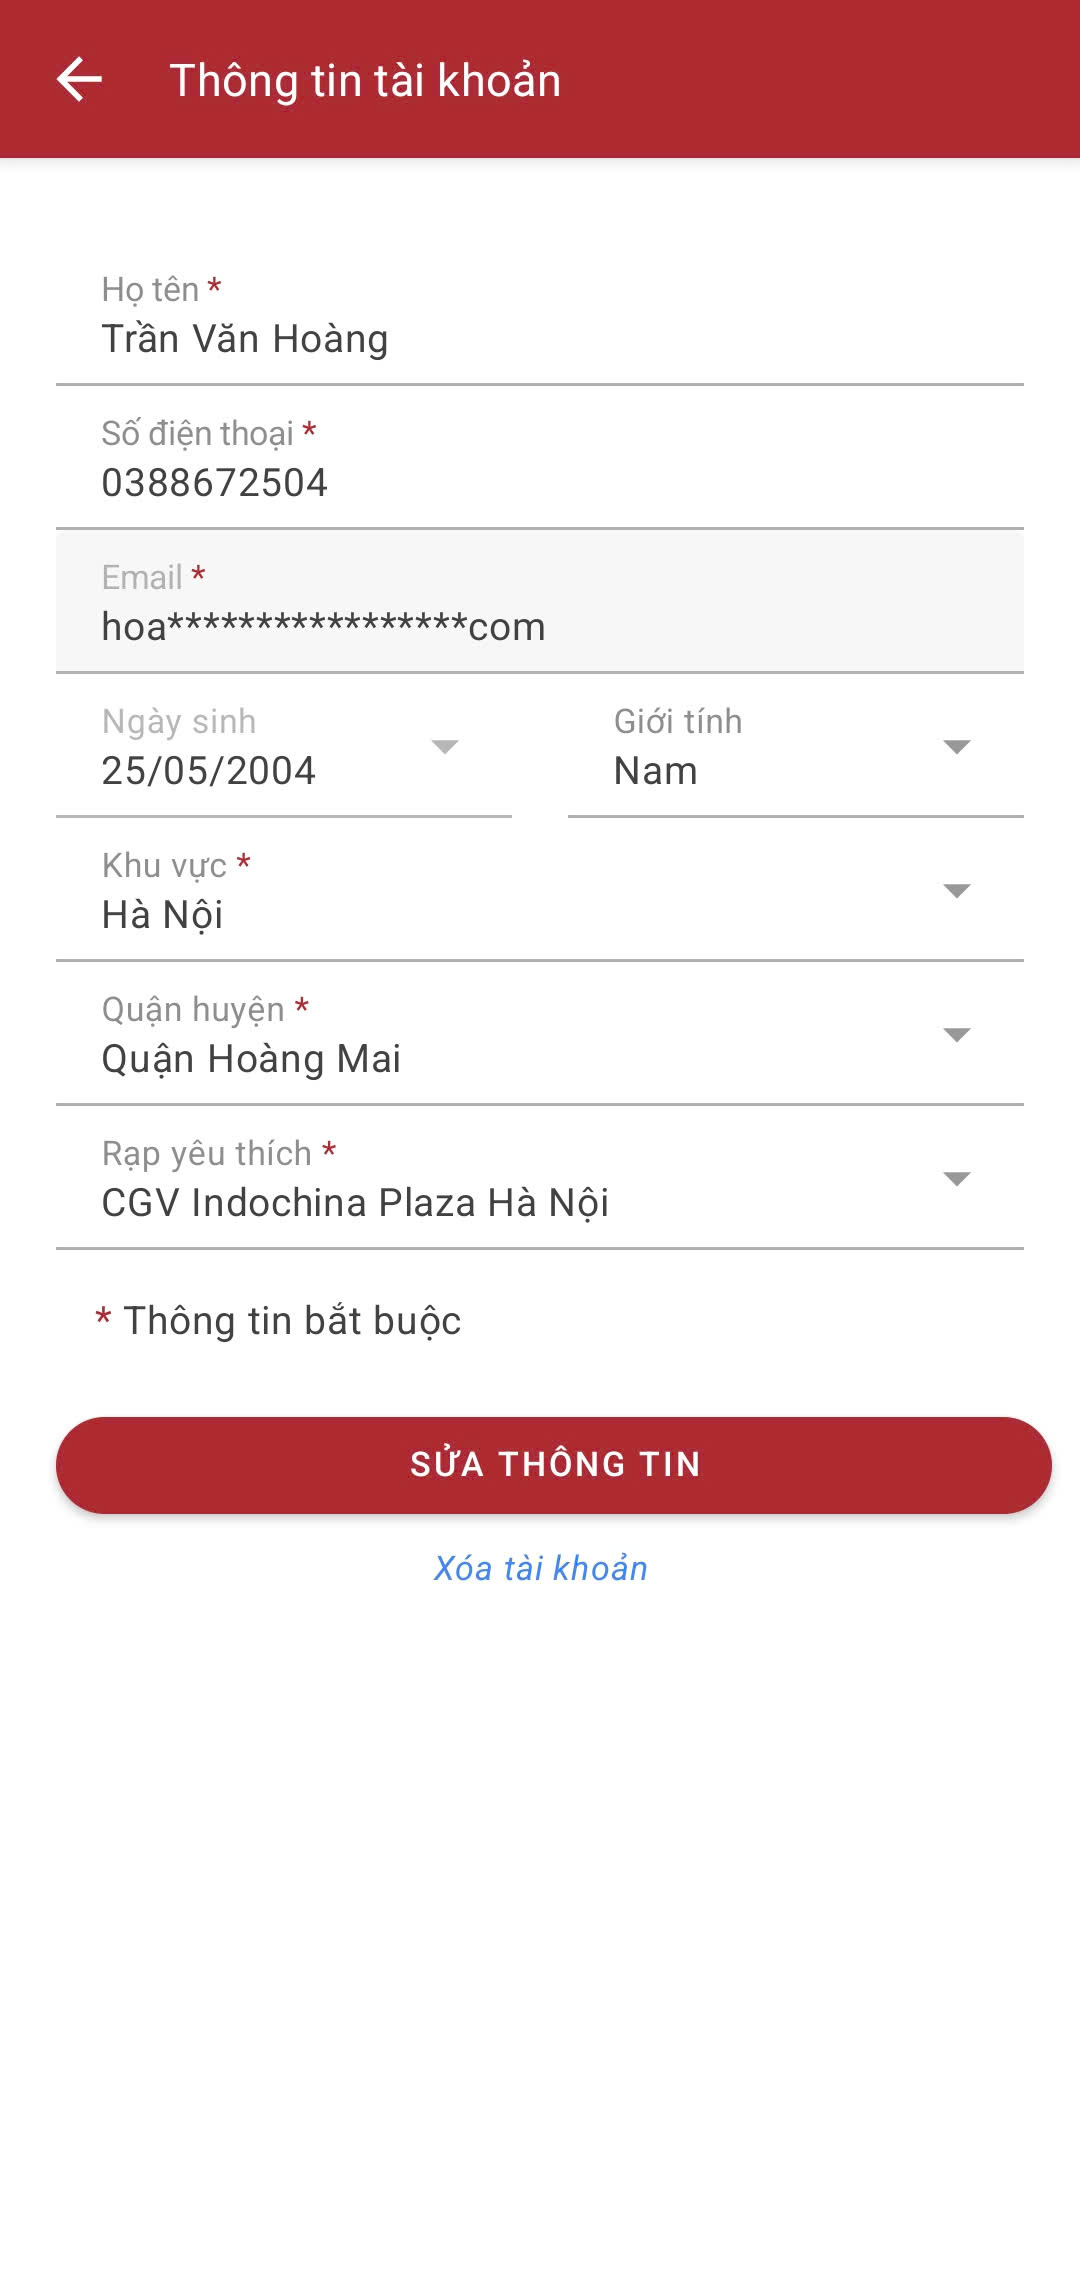 Thông tin tài khoản
Họ tên *
Trần Văn Hoàng
Số điện thoại *
0388672504
Email *
hoa*****************com
Ngày sinh
25/05/2004
Giới tính
Nam
Khu vực *
Hà Nội
Quận huyện *
Quận Hoàng Mai
Rạp yêu thích *
CGV Indochina Plaza Hà Nội
* Thông tin bắt buộc
SỬA THÔNG TIN
Xóa tài khoản